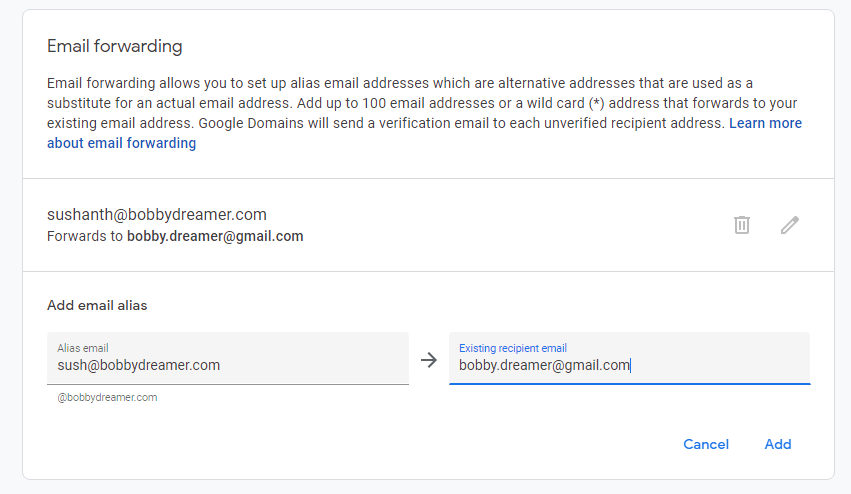 Email forwarding
Email forwarding allows you to set up alias email addresses which are alternative addresses that are used as a
substitute for an actual email address. Add up to 100 email addresses or a wild card (*) address that forwards to your
existing email address. Google Domains will send a verification email to each unverified recipient address. Learn more
about email forwarding
sushanth@bobbydreamer.com
Forwards to bobby.dreamer@gmail.com
Add email alias
Alias email
sush@bobbydreamer.com
@bobbydreamer.com
Existing recipient email
bobby.dreamer@gmail.com
Cancel
Add